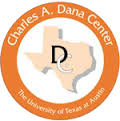 Charles A. Dana Center
DC
The University of Texas at Austin